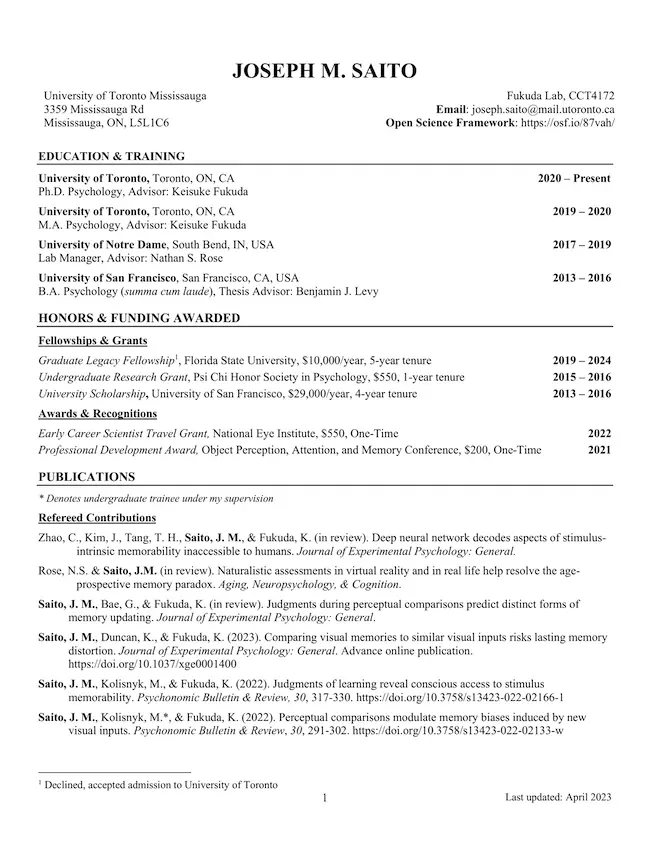 JOSEPH M. SAITO
University of Toronto Mississauga Fukuda Lab, CCT4172
3359 Mississauga Rd Email: joseph.saito@mail.utoronto.ca
Mississauga, ON, L5L1C6 Open Science Framework: https://osf.io/87vah/
EDUCATION & TRAINING
University of Toronto, Toronto, ON, CA 2020 – Present
Ph.D. Psychology, Advisor: Keisuke Fukuda
University of Toronto, Toronto, ON, CA 2019 – 2020
M.A. Psychology, Advisor: Keisuke Fukuda
University of Notre Dame, South Bend, IN, USA 2017 – 2019
Lab Manager, Advisor: Nathan S. Rose
University of San Francisco, San Francisco, CA, USA 2013 – 2016
B.A. Psychology (summa cum laude), Thesis Advisor: Benjamin J. Levy
HONORS & FUNDING AWARDED
Fellowships & Grants
Graduate Legacy Fellowship1, Florida State University, $10,000/year, 5-year tenure 2019 – 2024
Undergraduate Research Grant, Psi Chi Honor Society in Psychology, $550, 1-year tenure 2015 – 2016
University Scholarship, University of San Francisco, $29,000/year, 4-year tenure 2013 – 2016
Awards & Recognitions
Early Career Scientist Travel Grant, National Eye Institute, $550, One-Time 2022
Professional Development Award, Object Perception, Attention, and Memory Conference, $200, One-Time 2021
PUBLICATIONS
* Denotes undergraduate trainee under my supervision
Refereed Contributions
Zhao, C., Kim, J., Tang, T. H., Saito, J. M., & Fukuda, K. (in review). Deep neural network decodes aspects of stimulus-
intrinsic memorability inaccessible to humans. Journal of Experimental Psychology: General.
Rose, N.S. & Saito, J.M. (in review). Naturalistic assessments in virtual reality and in real life help resolve the age-
prospective memory paradox. Aging, Neuropsychology, & Cognition.
Saito, J. M., Bae, G., & Fukuda, K. (in review). Judgments during perceptual comparisons predict distinct forms of
memory updating. Journal of Experimental Psychology: General.
Saito, J. M., Duncan, K., & Fukuda, K. (2023). Comparing visual memories to similar visual inputs risks lasting memory
distortion. Journal of Experimental Psychology: General. Advance online publication.
https://doi.org/10.1037/xge0001400
Saito, J. M., Kolisnyk, M., & Fukuda, K. (2022). Judgments of learning reveal conscious access to stimulus
memorability. Psychonomic Bulletin & Review, 30, 317-330. https://doi.org/10.3758/s13423-022-02166-1
Saito, J. M., Kolisnyk, M.*, & Fukuda, K. (2022). Perceptual comparisons modulate memory biases induced by new
visual inputs. Psychonomic Bulletin & Review, 30, 291-302. https://doi.org/10.3758/s13423-022-02133-w
1 Declined, accepted admission to University of Toronto
1 Last updated: April 2023